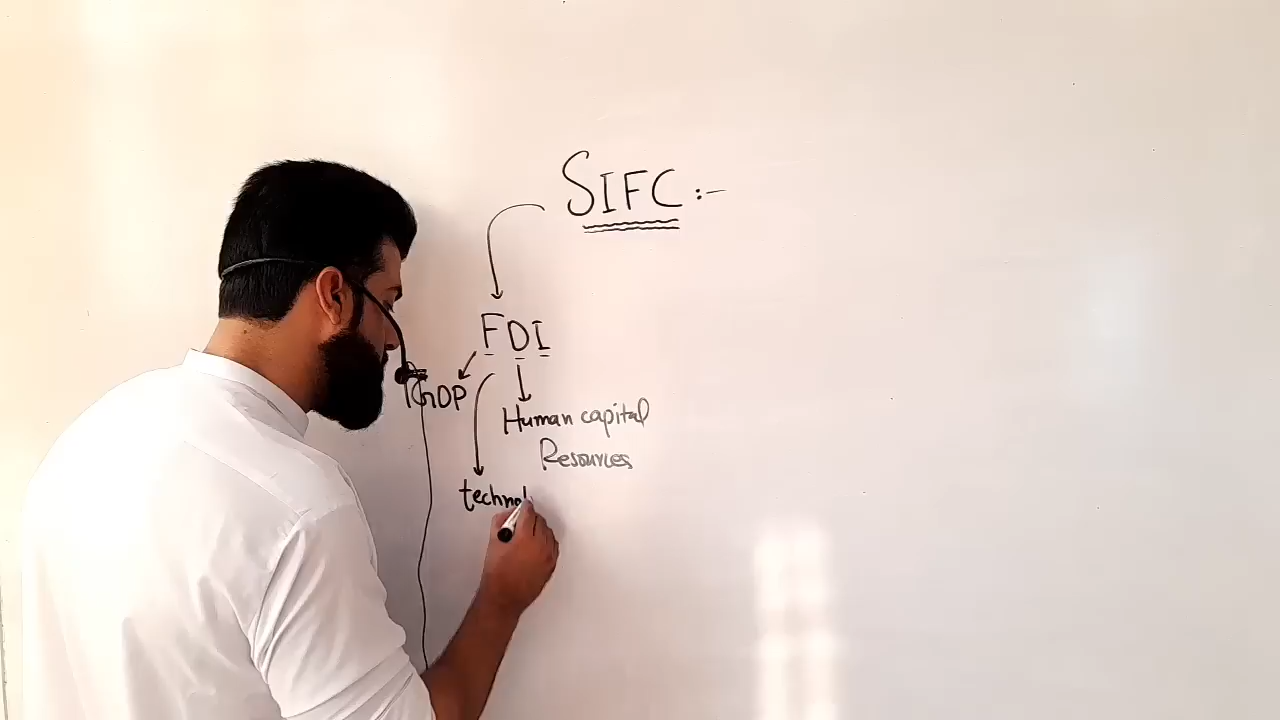 SIFC :-
FDI
GDP
Human capital
Resources
technol